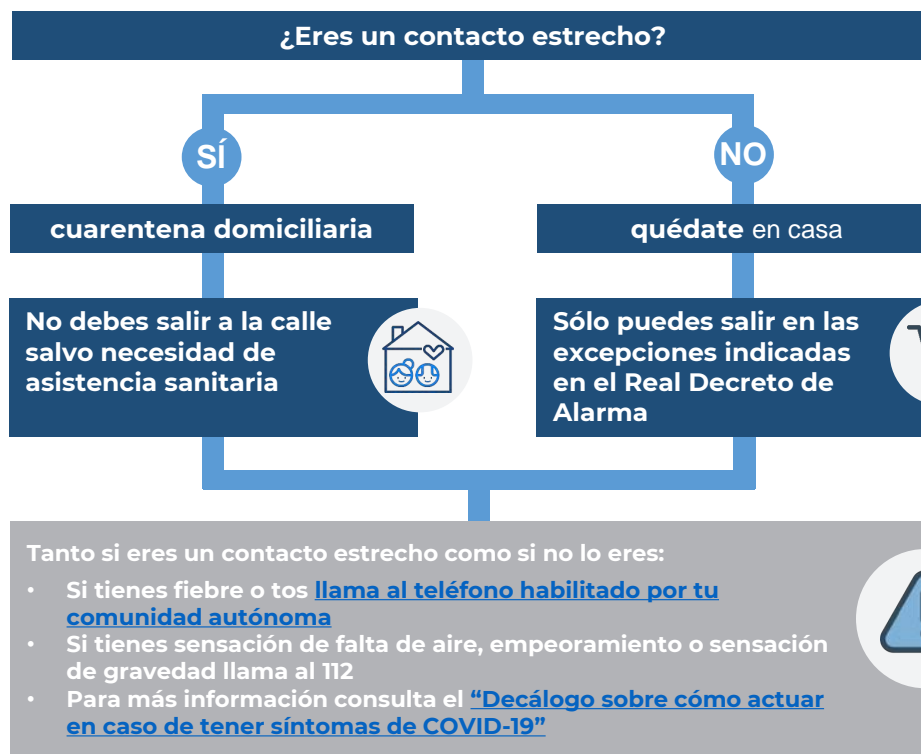 ¿Eres un contacto estrecho?
SÍ
NO
cuarentena domiciliaria
quédate en casa
No debes salir a la calle
salvo necesidad de
asistencia sanitaria
Sólo puedes salir en las
excepciones indicadas
en el Real Decreto de
Alarma
Tanto si eres un contacto estrecho como si no lo eres:
• Si tienes fiebre o tos llama al teléfono habilitado por tu
comunidad autónoma
• Si tienes sensación de falta de aire, empeoramiento o sensación
de gravedad llama al 112
• Para más información consulta el “Decálogo sobre cómo actuar
en caso de tener síntomas de COVID-19”